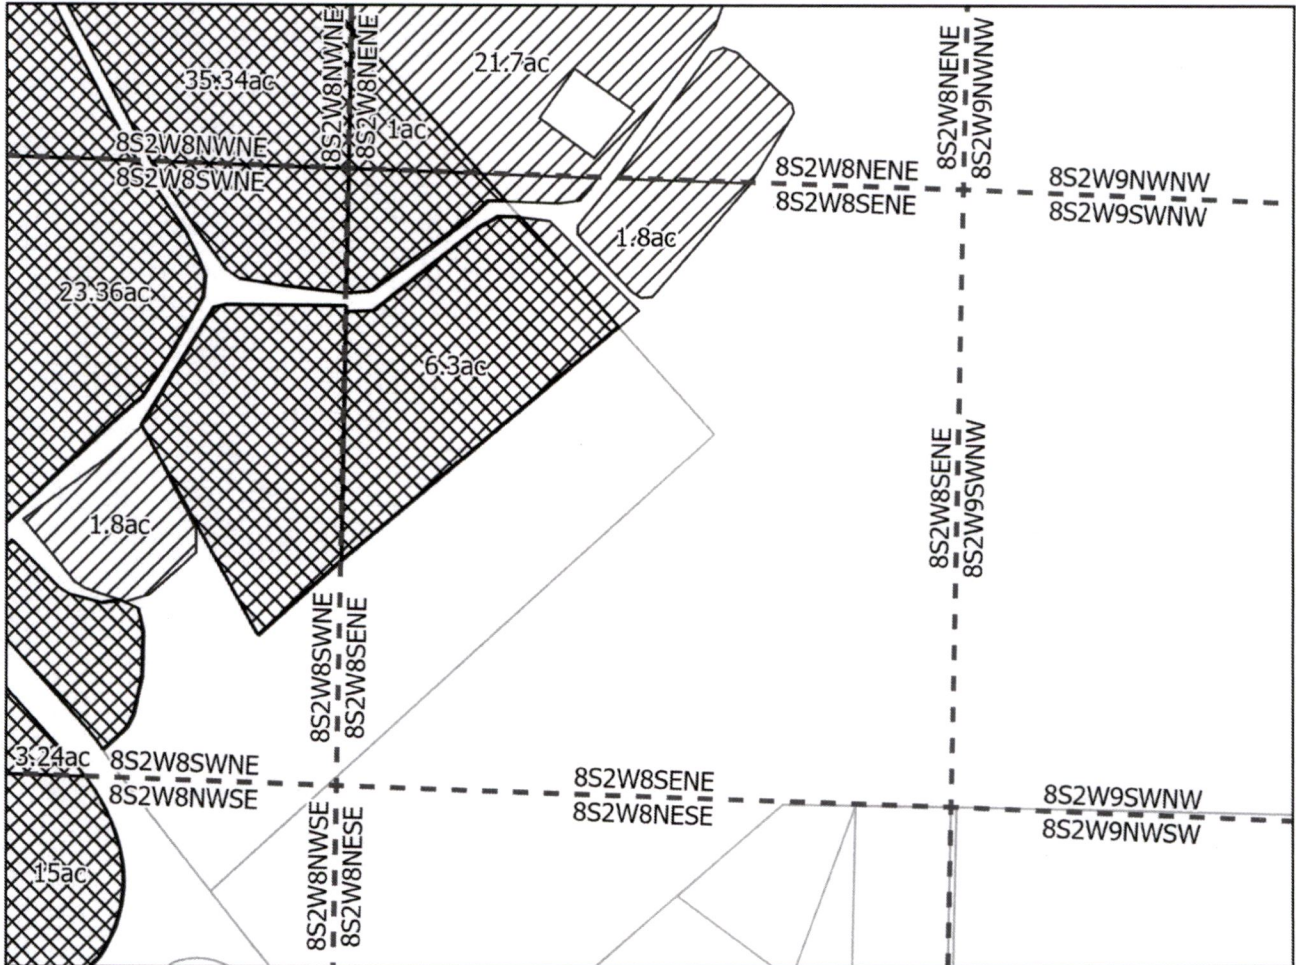 8S2W8NWNE
8S2W8NENE
8S2W8NENE
8S2W9NWNW
35.34ac
21.7ac
1ac
8S2W8NWNE
8S2W8SWNE
8S2W8NENE
8S2W8SENE
8S2W9NWNW
8S2W9SWNW
1.8ac
23.36ac
6.3ac
8S2W8SENE
8S2W9SWNW
1.8ac
8S2W8SWNE
8S2W8SENE
3.24ac
8S2W8SWNE
8S2W8NWSE
8S2W8SENE
8S2W8NESE
8S2W9SWNW
8S2W9NWSW
15ac
8S2W8NWSE
8S2W8NESE